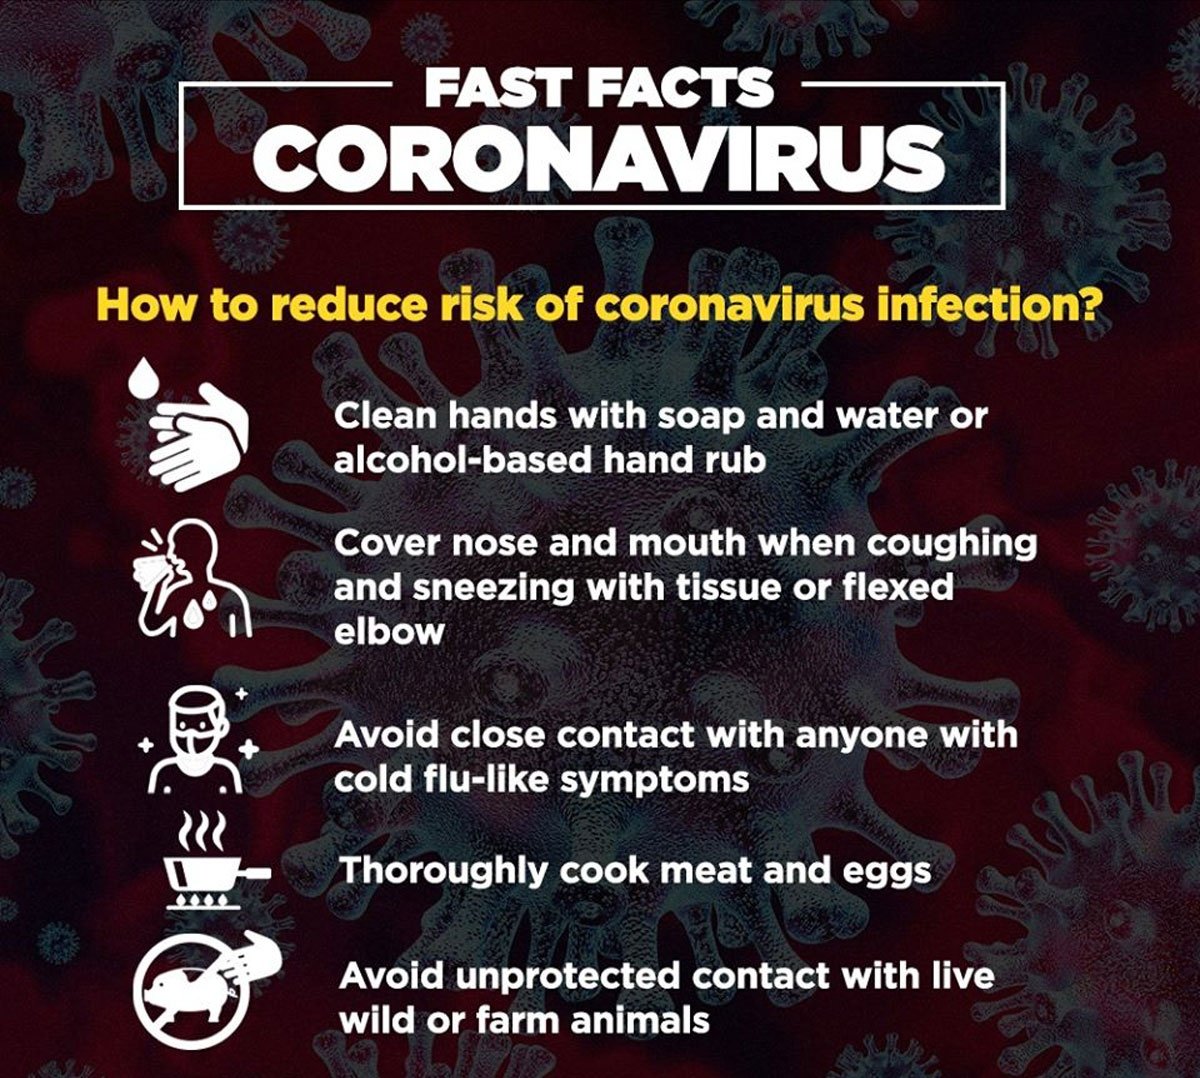 FAST FACTS
CORONAVIRUS
How to reduce risk of coronavirus infection?
Clean hands with soap and water or
alcohol-based hand rub
Cover nose and mouth when coughing
and sneezing with tissue or flexed
elbow
Avoid close contact with anyone with
cold flu-like symptoms
Thoroughly cook meat and eggs
Avoid unprotected contact with live
wild or farm animals